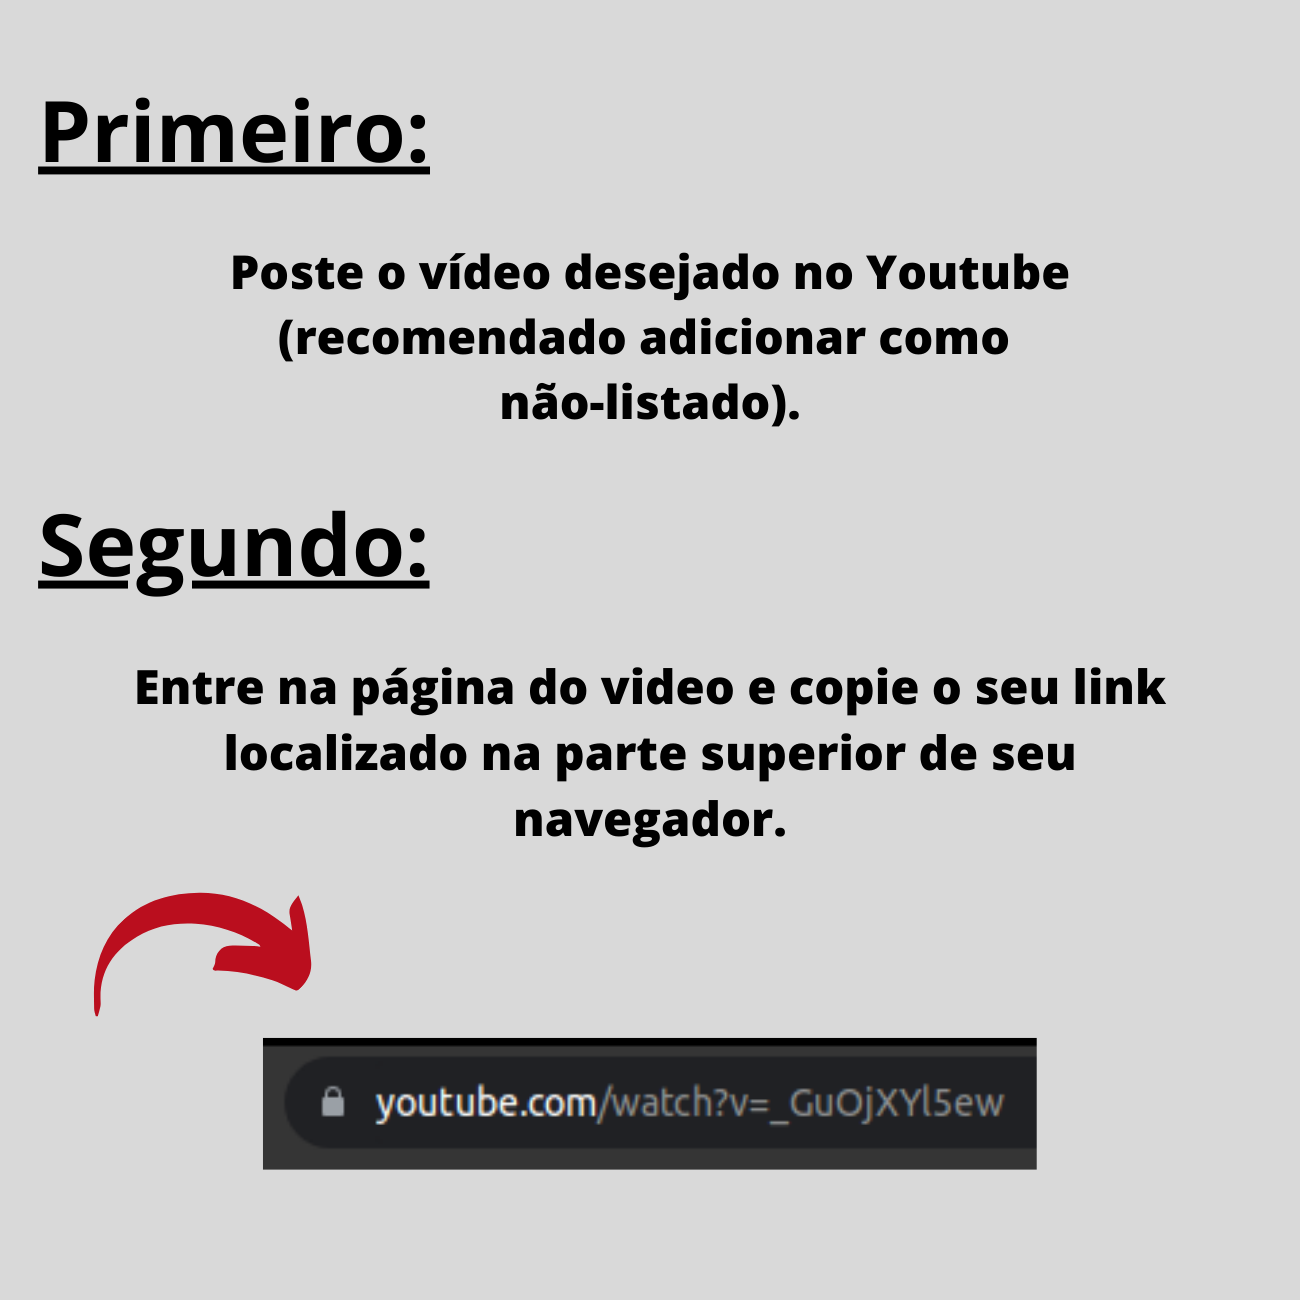 Primeiro:
Poste o vídeo desejado no Youtube
(recomendado adicionar como
não-listado).
Segundo:
Entre na página do video e copie o seu link
localizado na parte superior de seu
navegador.
youtube.com/watch?v=_GuOjXYl5ew